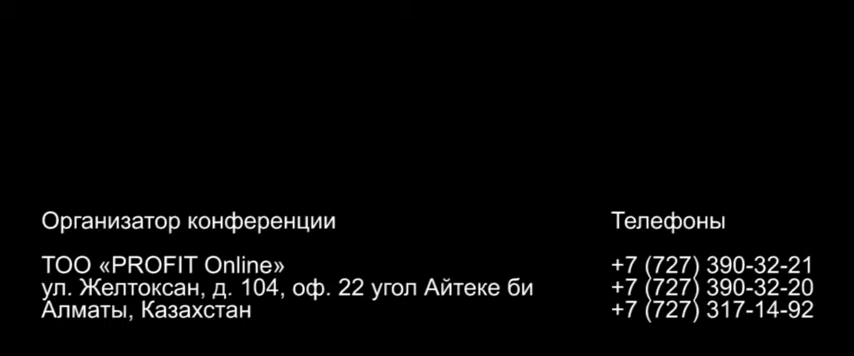 Организатор конференции
ТОО «PROFIT Online»
ул. Желтоксан, д. 104, оф. 22 угол Айтеке би
Алматы, Казахстан
Телефоны
+7 (727) 390-32-21
+7 (727) 390-32-20
+7 (727) 317-14-92